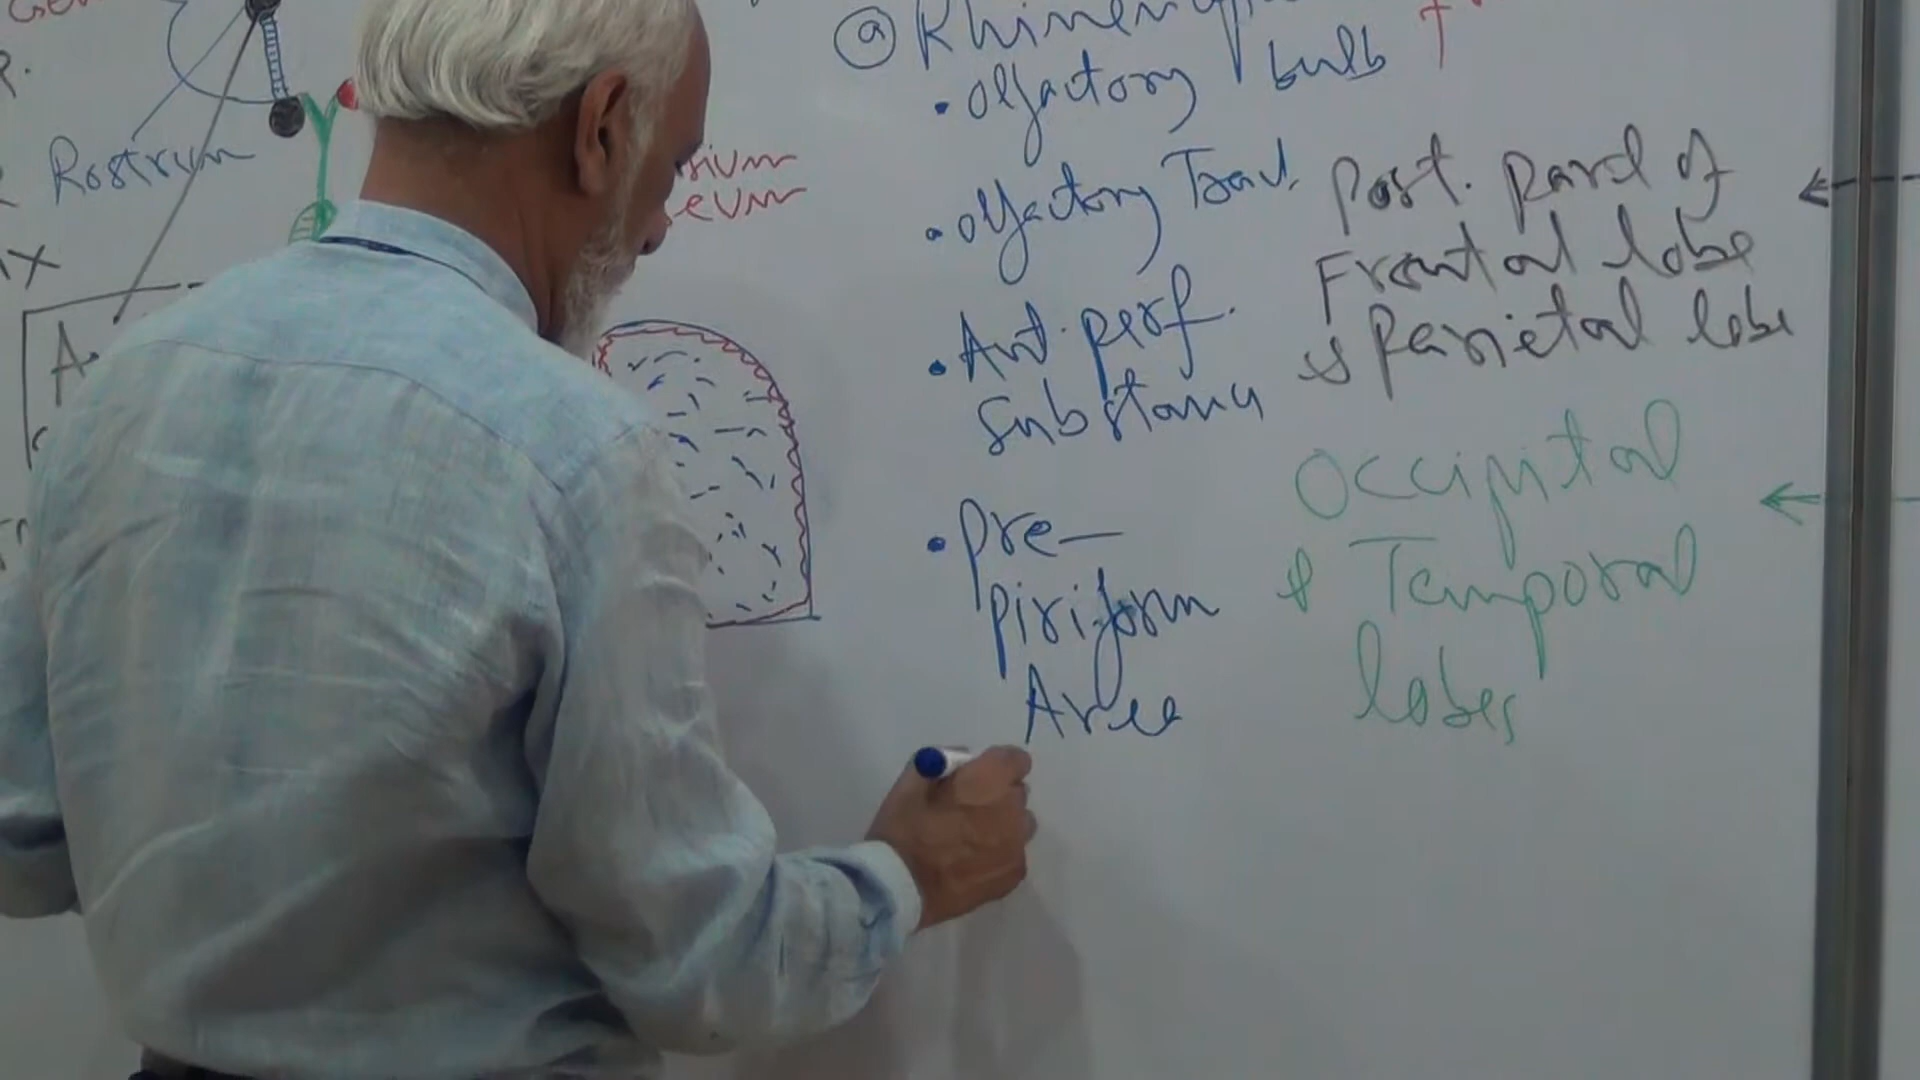 R.
Rostrum
IX
A.
ⓐ Rhinen
• Olfactory bulb
• Olfactory Tract.
• Ant. perf.
Substance
• Pre-
Piriform
Area
Post. Part of
Frontal lobe
& Parietal lobe
Occipital
& Temporal
lobes